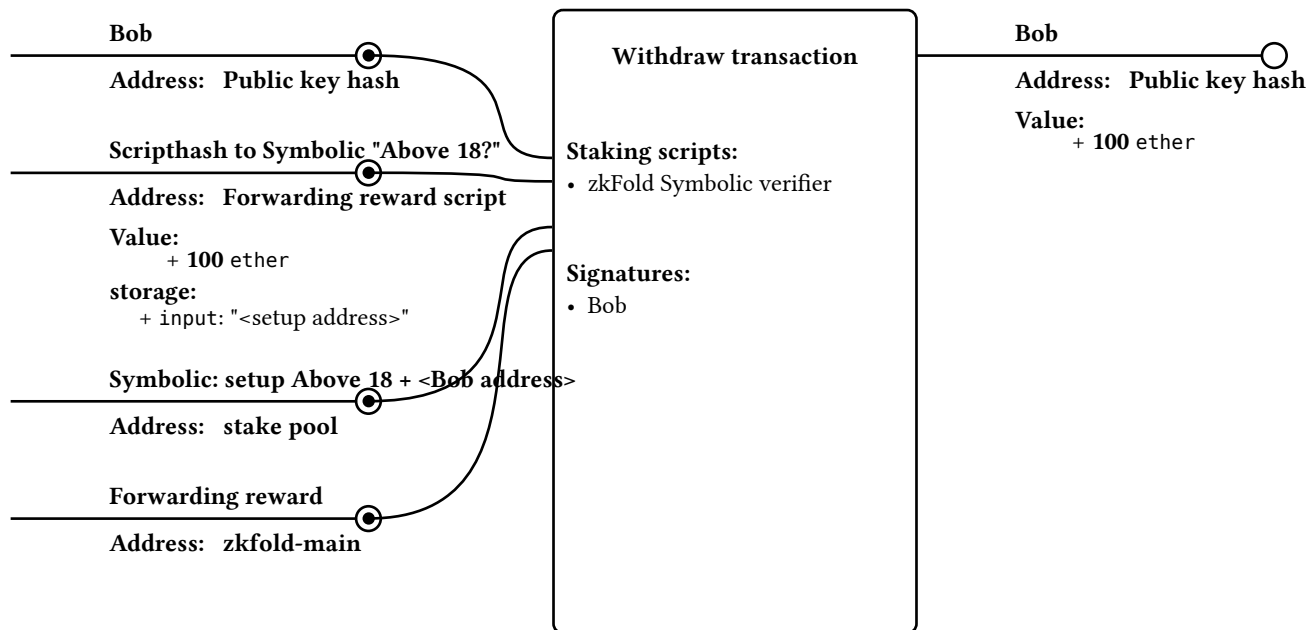 Bob
Address: Public key hash
Scripthash to Symbolic "Above 18?"
Address: Forwarding reward script
Value:
+ 100 ether
storage:
+ input: "<setup address>"
Symbolic: setup Above 18 + <Bob address>
Address: stake pool
Forwarding reward
Address: zkfold-main
Withdraw transaction
Staking scripts:
• zkFold Symbolic verifier
Signatures:
• Bob
Bob
Address: Public key hash
Value:
+ 100 ether